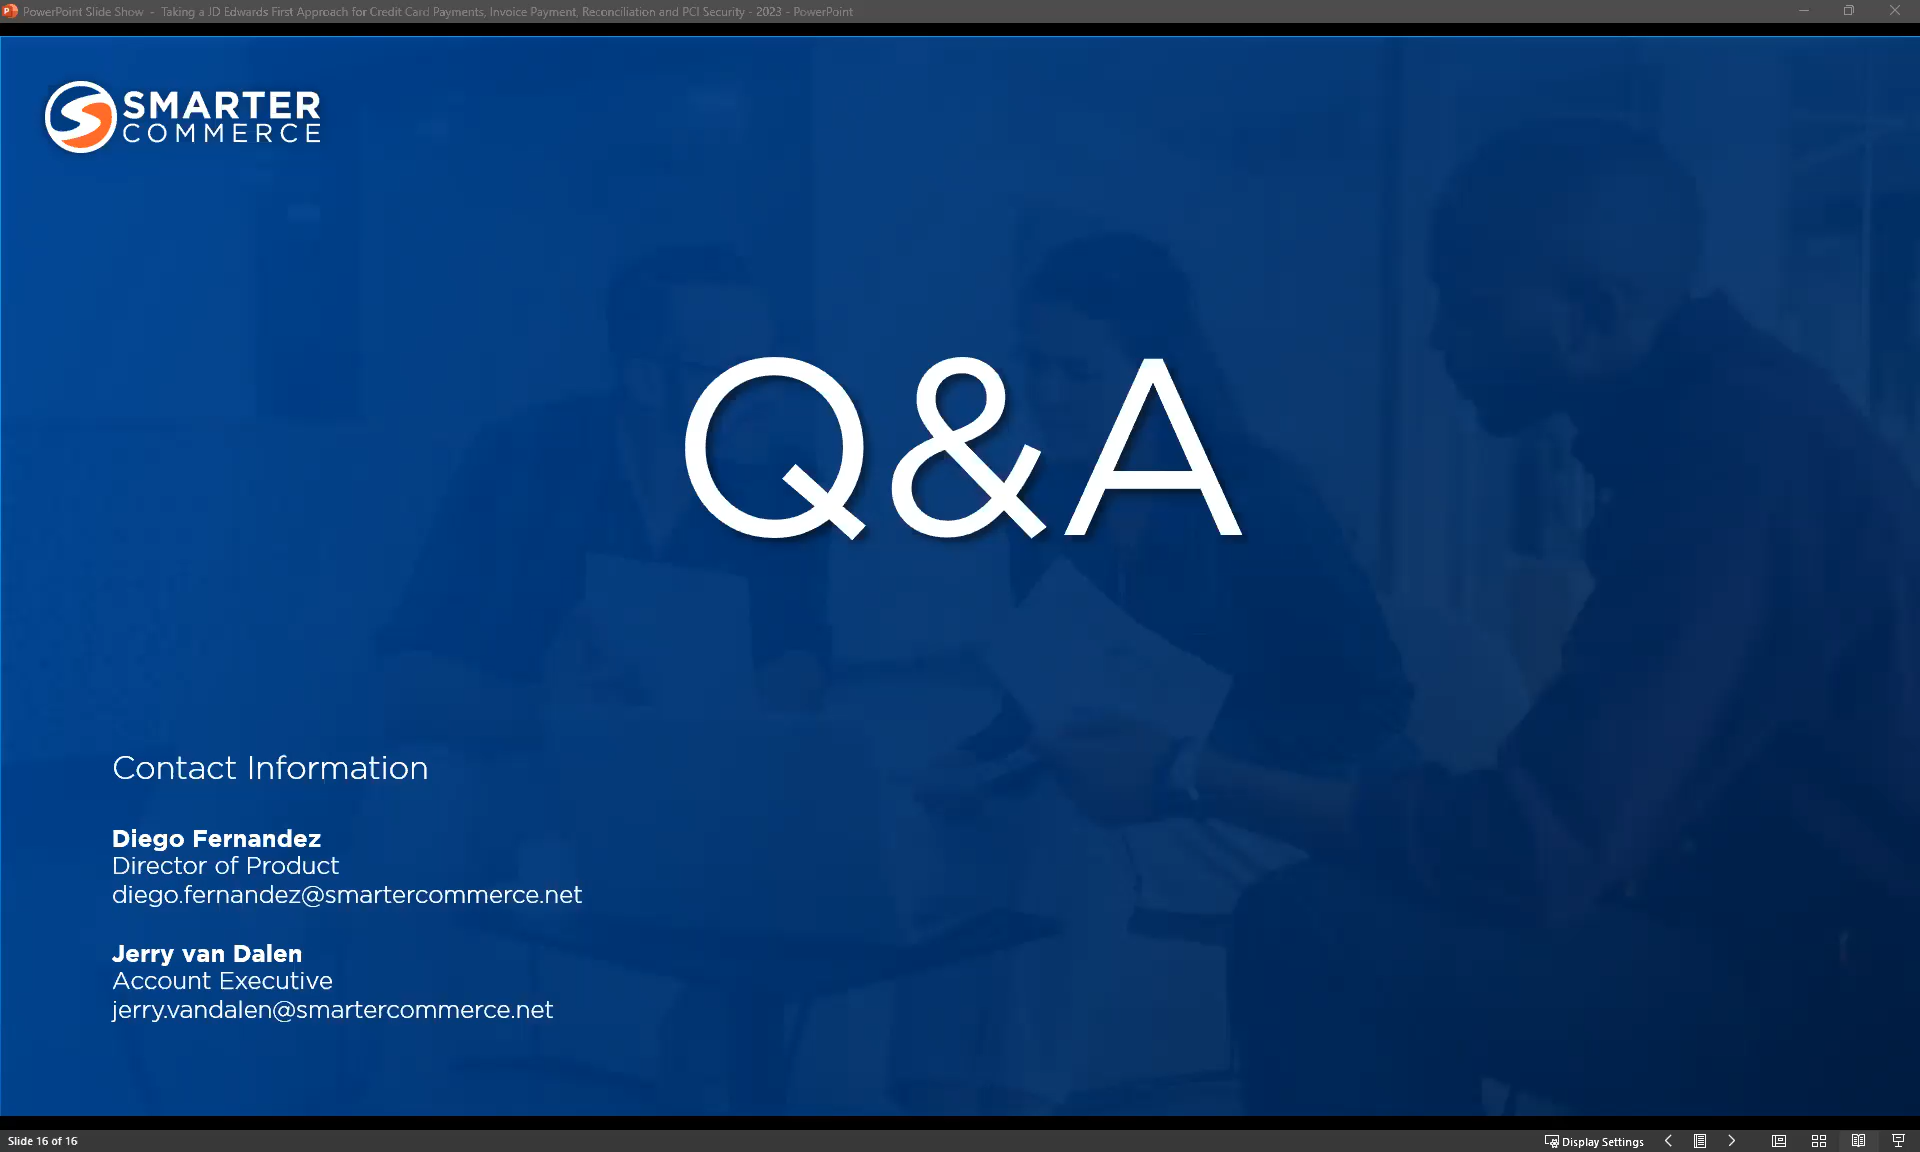 PowerPoint Slide Show - Taking a JD Edwards First Approach for Credit Card Payments, Invoice Payment, Reconciliation and PCI Security - 2023 - PowerPoint
SMARTER
COMMERCE
Q&A
Contact Information
Diego Fernandez
Director of Product
diego.fernandez@smartercommerce.net
Jerry van Dalen
Account Executive
jerry.vandalen@smartercommerce.net
Slide 16 of 16
Display Settings